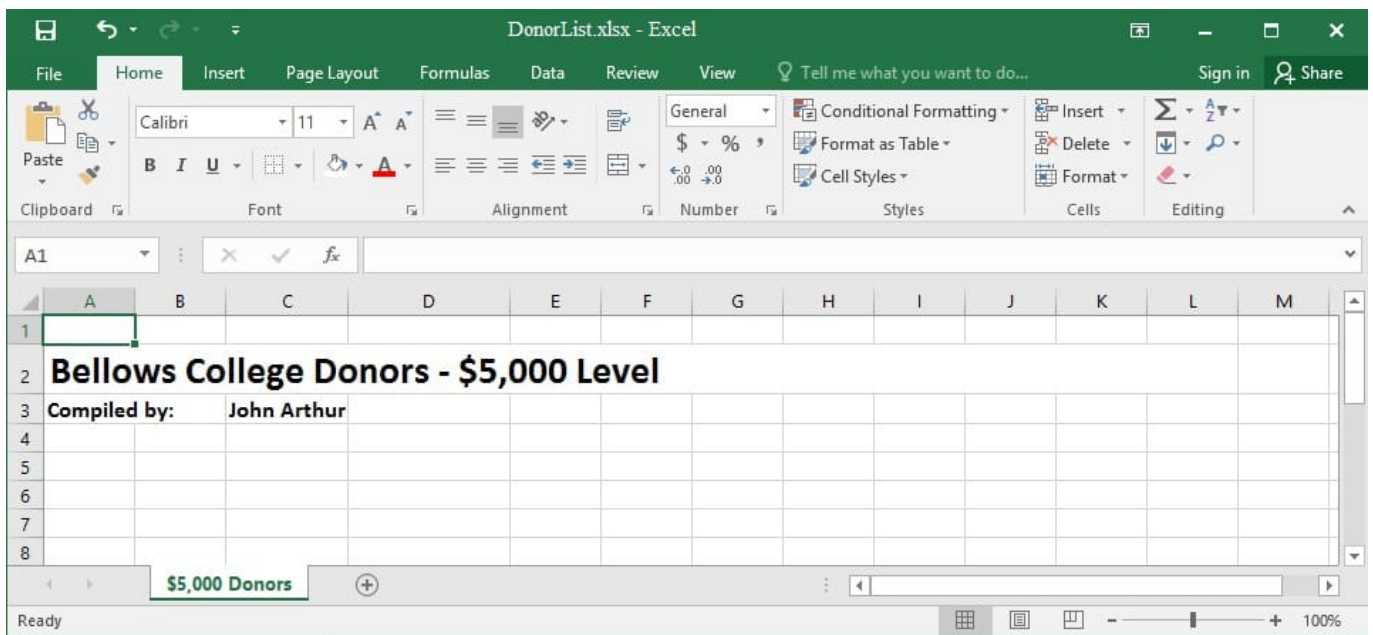 DonorList.xlsx - Excel
File Home Insert Page Layout Formulas Data Review View Tell me what you want to do... Sign in Share
Paste
Calibri 11 A A
B I U A
General
$ % ,
.00 .0
Conditional Formatting
Format as Table
Cell Styles
Insert
Delete
Format
Clipboard Font Alignment Number Styles Cells Editing
A1 fx
A B C D E F G H I J K L M
1
2 Bellows College Donors - $5,000 Level
3 Compiled by: John Arthur
4
5
6
7
8
$5,000 Donors
Ready 100%